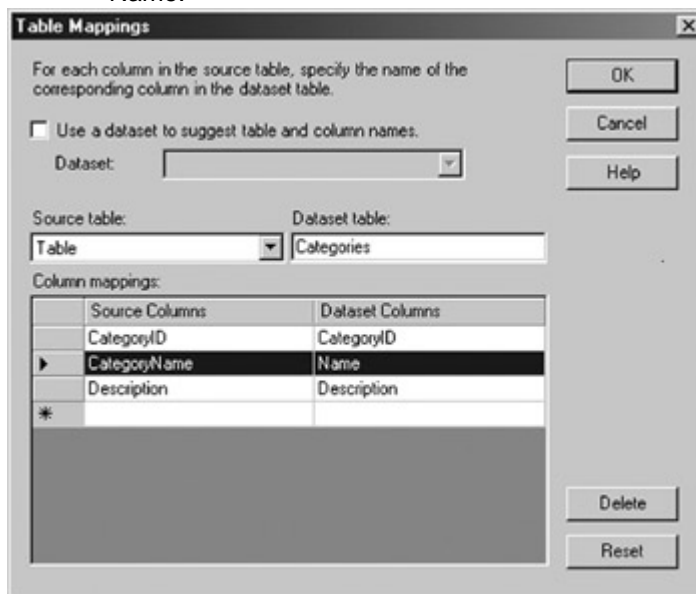 Name.
Table Mappings
For each column in the source table, specify the name of the
corresponding column in the dataset table.
Use a dataset to suggest table and column names.
Dataset:
OK
Cancel
Help
Source table:
Dataset table:
Table
Categories
Column mappings:
Source Columns
Dataset Columns
CategoryID
CategoryID
CategoryName
Name
Description
Description
Delete
Reset